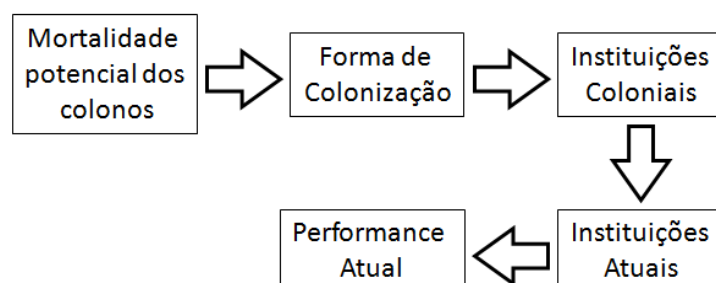 Mortalidade
potencial dos
colonos
Forma de
Colonização
Instituições
Coloniais
Instituições
Atuais
Performance
Atual